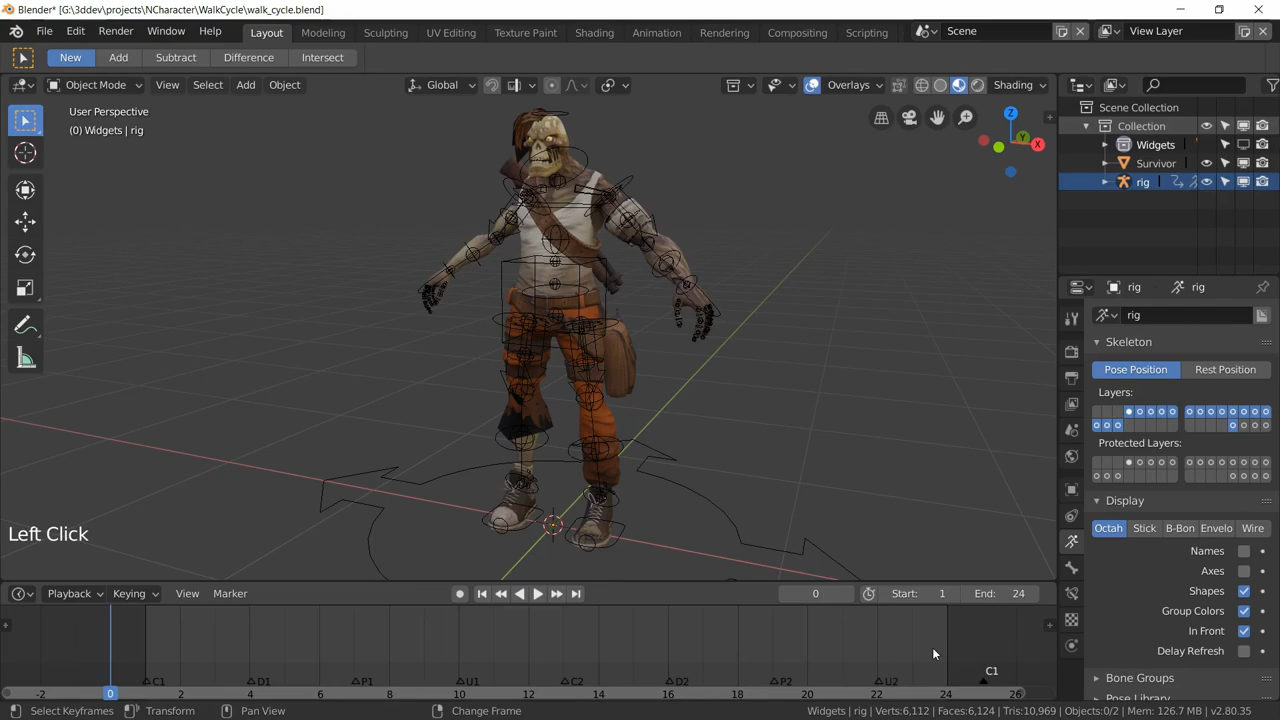 Blender* [G:\3ddev\projects\NCharacter\WalkCycle\walk_cycle.blend]
File Edit Render Window Help Layout Modeling Sculpting UV Editing Texture Paint Shading Animation Rendering Compositing Scripting Scene View Layer
New Add Subtract Difference Intersect
Object Mode View Select Add Object Global Overlays Shading
User Perspective
(0) Widgets | rig
Z
Y
X
Scene Collection
Collection
Widgets
Survivor
rig
rig rig
rig
Skeleton
Pose Position Rest Position
Layers:
Protected Layers:
Display
Octah Stick B-Bon Envelo Wire
Names
Axes
Shapes
Group Colors
In Front
Delay Refresh
Bone Groups
Pose Library
Left Click
Playback Keying View Marker 0 Start: 1 End: 24
C1 D1 P1 U1 C2 D2 P2 U2 C1
-2 0 2 4 6 8 10 12 14 16 18 20 22 24 26
Select Keyframes Transform Pan View Change Frame Widgets | rig | Verts:6,112 | Faces:6,124 | Tris:10,969 | Objects:0/2 | Mem: 126.7 MB | v2.80.35